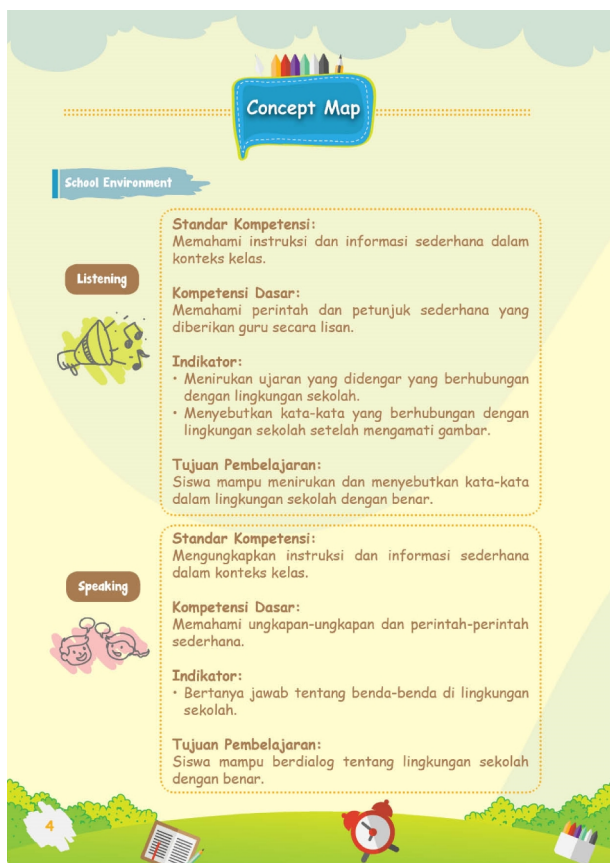 Concept Map
School Environment
Listening
Standar Kompetensi:
Memahami instruksi dan informasi sederhana dalam
konteks kelas.
Kompetensi Dasar:
Memahami perintah dan petunjuk sederhana yang
diberikan guru secara lisan.
Indikator:
• Menirukan ujaran yang didengar yang berhubungan
dengan lingkungan sekolah.
• Menyebutkan kata-kata yang berhubungan dengan
lingkungan sekolah setelah mengamati gambar.
Tujuan Pembelajaran:
Siswa mampu menirukan dan menyebutkan kata-kata
dalam lingkungan sekolah dengan benar.
Speaking
Standar Kompetensi:
Mengungkapkan instruksi dan informasi sederhana
dalam konteks kelas.
Kompetensi Dasar:
Memahami ungkapan-ungkapan dan perintah-perintah
sederhana.
Indikator:
• Bertanya jawab tentang benda-benda di lingkungan
sekolah.
Tujuan Pembelajaran:
Siswa mampu berdialog tentang lingkungan sekolah
dengan benar.
4